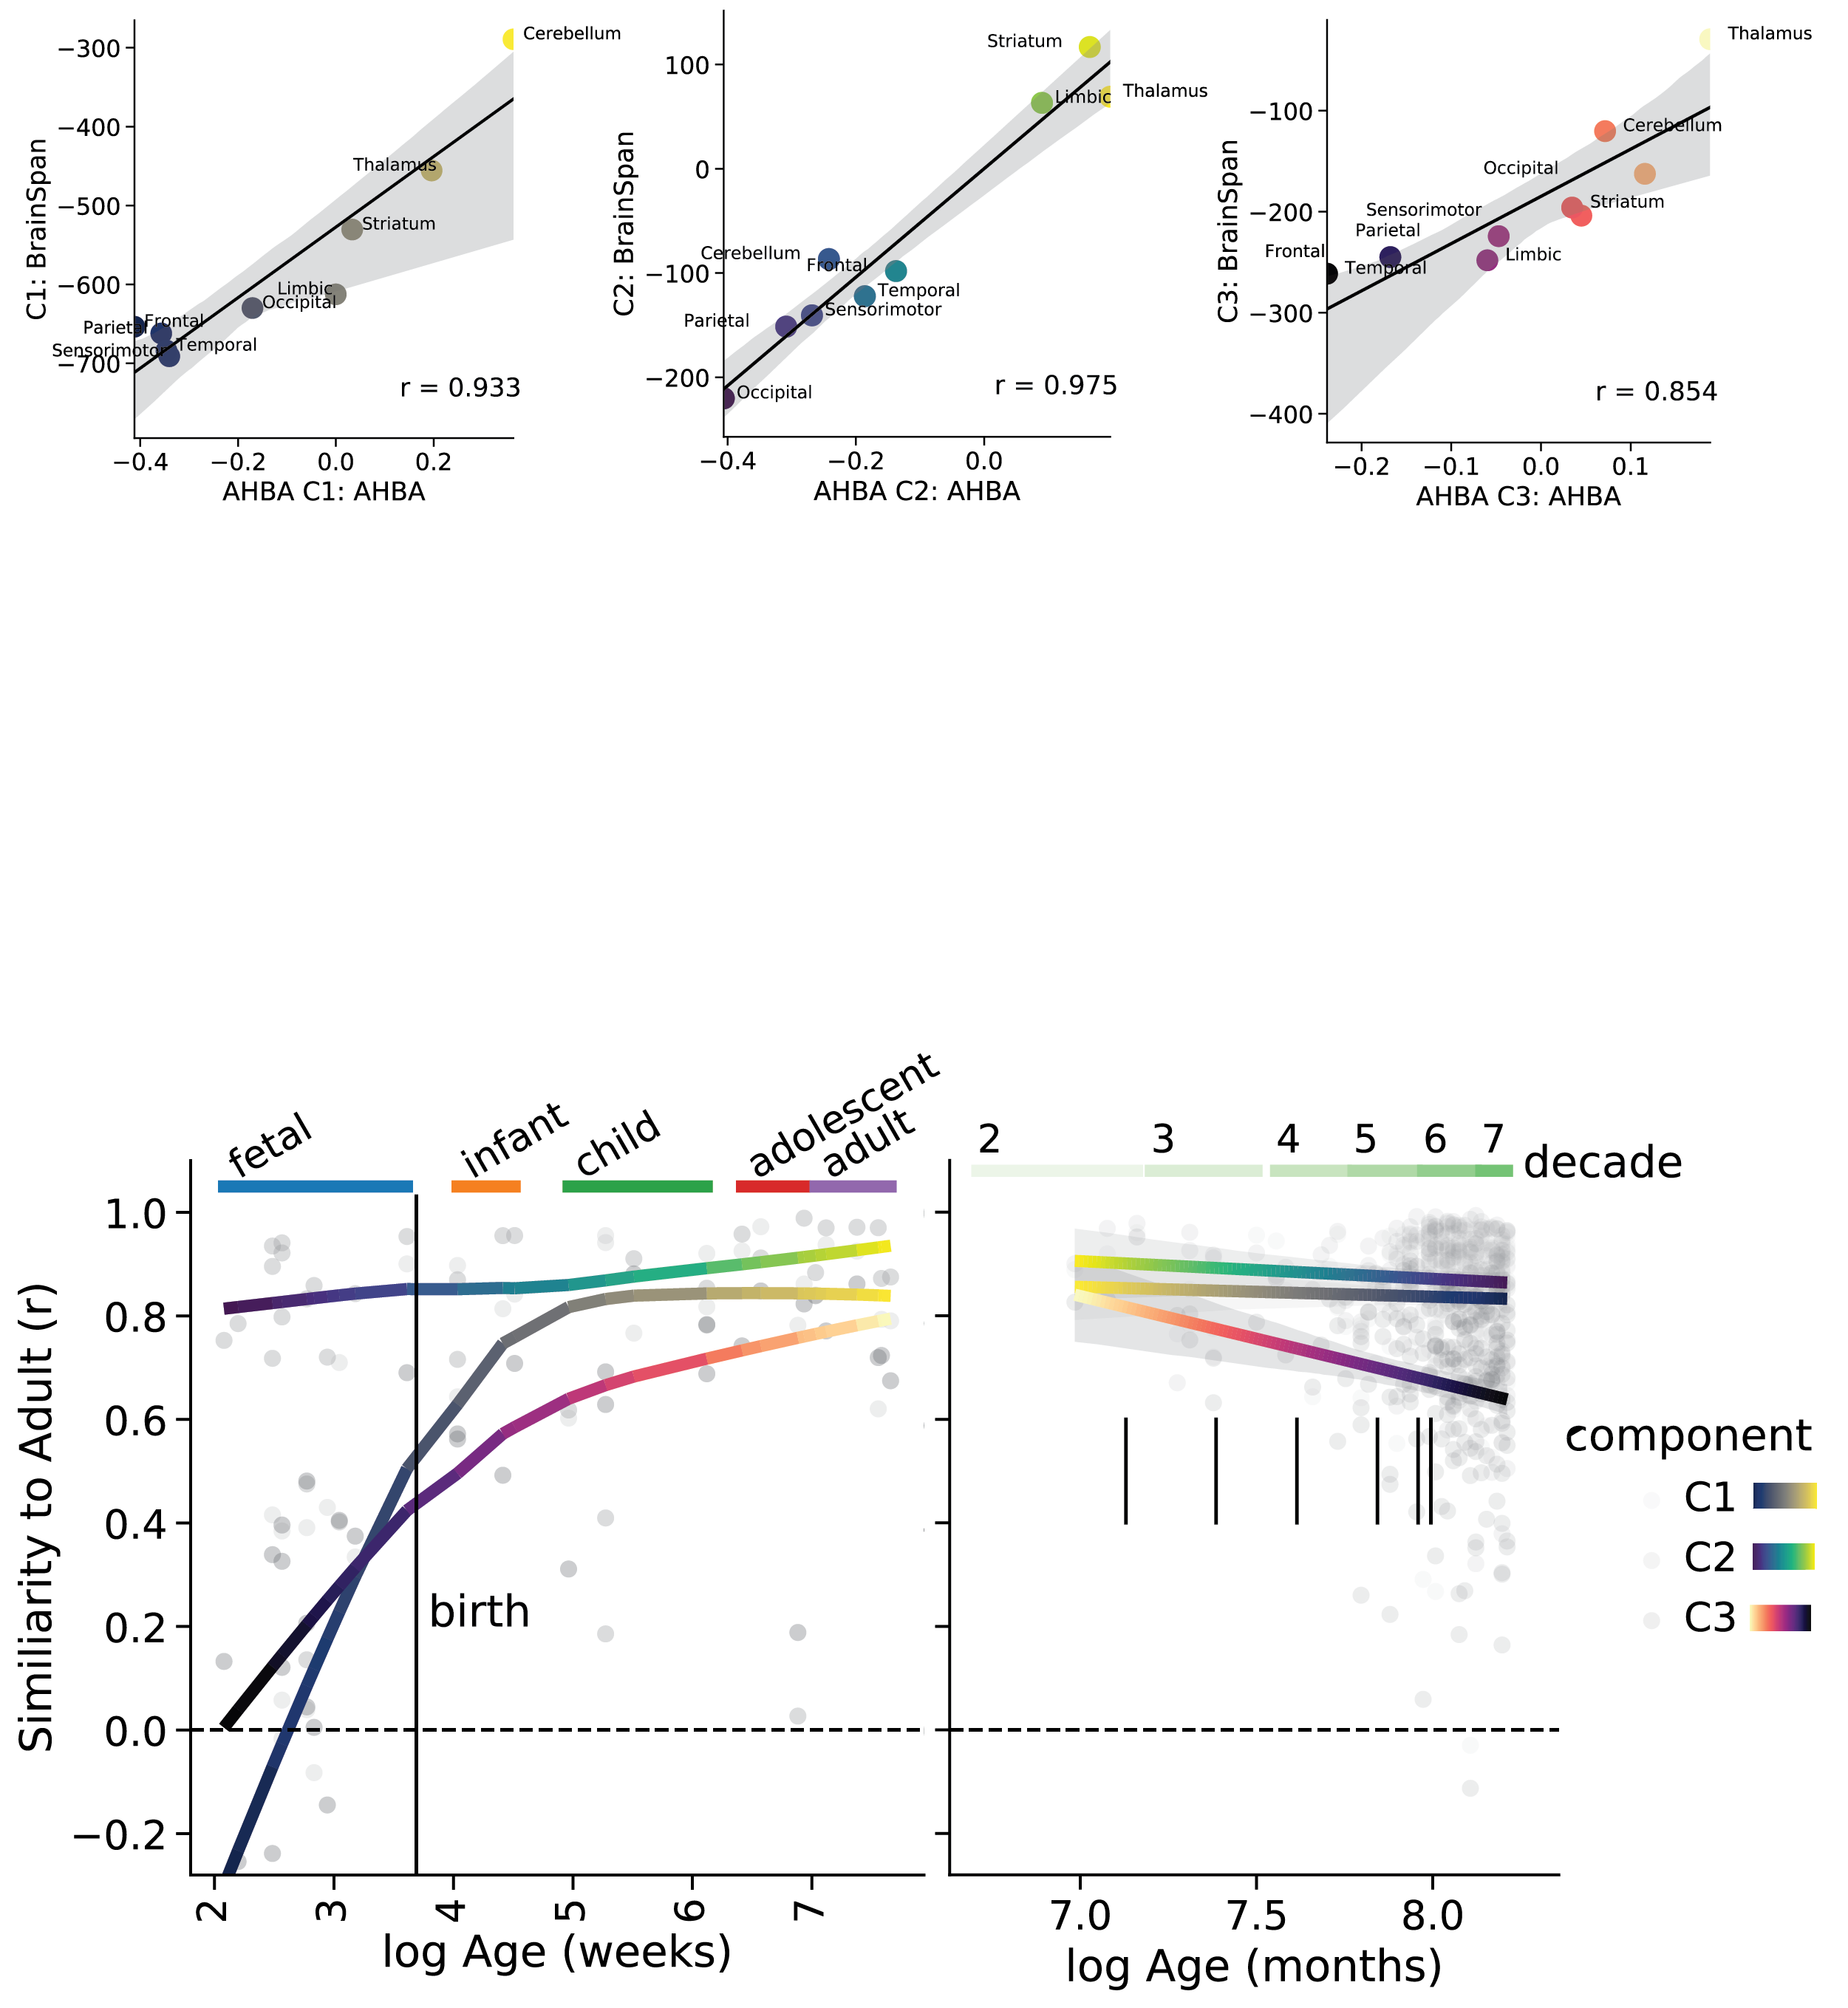 C1: BrainSpan
−300
−400
−500
−600
−700
Cerebellum
Thalamus
Striatum
Limbic
Occipital
Frontal
Parietal
Temporal
Sensorimotor
r = 0.933
−0.4
−0.2
0.0
0.2
AHBA C1: AHBA
C2: BrainSpan
100
0
−100
−200
Striatum
Limbic
Thalamus
Cerebellum
Frontal
Temporal
Sensorimotor
Parietal
Occipital
r = 0.975
−0.4
−0.2
0.0
AHBA C2: AHBA
C3: BrainSpan
−100
−200
−300
−400
Thalamus
Cerebellum
Occipital
Striatum
Sensorimotor
Parietal
Limbic
Frontal
Temporal
r = 0.854
−0.2
−0.1
0.0
0.1
AHBA C3: AHBA
fetal
infant
child
adolescent
adult
Similiarity to Adult (r)
1.0
0.8
0.6
0.4
0.2
0.0
−0.2
birth
2
3
4
5
6
7
log Age (weeks)
2
3
4
5
6
7
decade
7.0
7.5
8.0
log Age (months)
component
C1
C2
C3